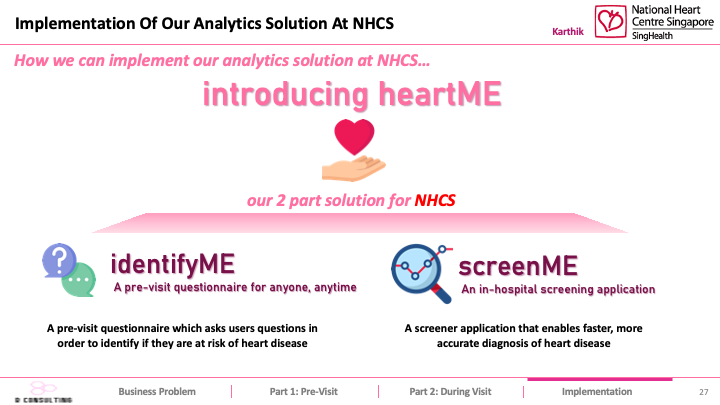 Implementation Of Our Analytics Solution At NHCS
Karthik
National Heart
Centre Singapore
SingHealth
How we can implement our analytics solution at NHCS...
introducing heartME
our 2 part solution for NHCS
identifyME
A pre-visit questionnaire for anyone, anytime
screenME
An in-hospital screening application
A pre-visit questionnaire which asks users questions in
order to identify if they are at risk of heart disease
A screener application that enables faster, more
accurate diagnosis of heart disease
CONSULTING
Business Problem
Part 1: Pre-Visit
Part 2: During Visit
Implementation
27